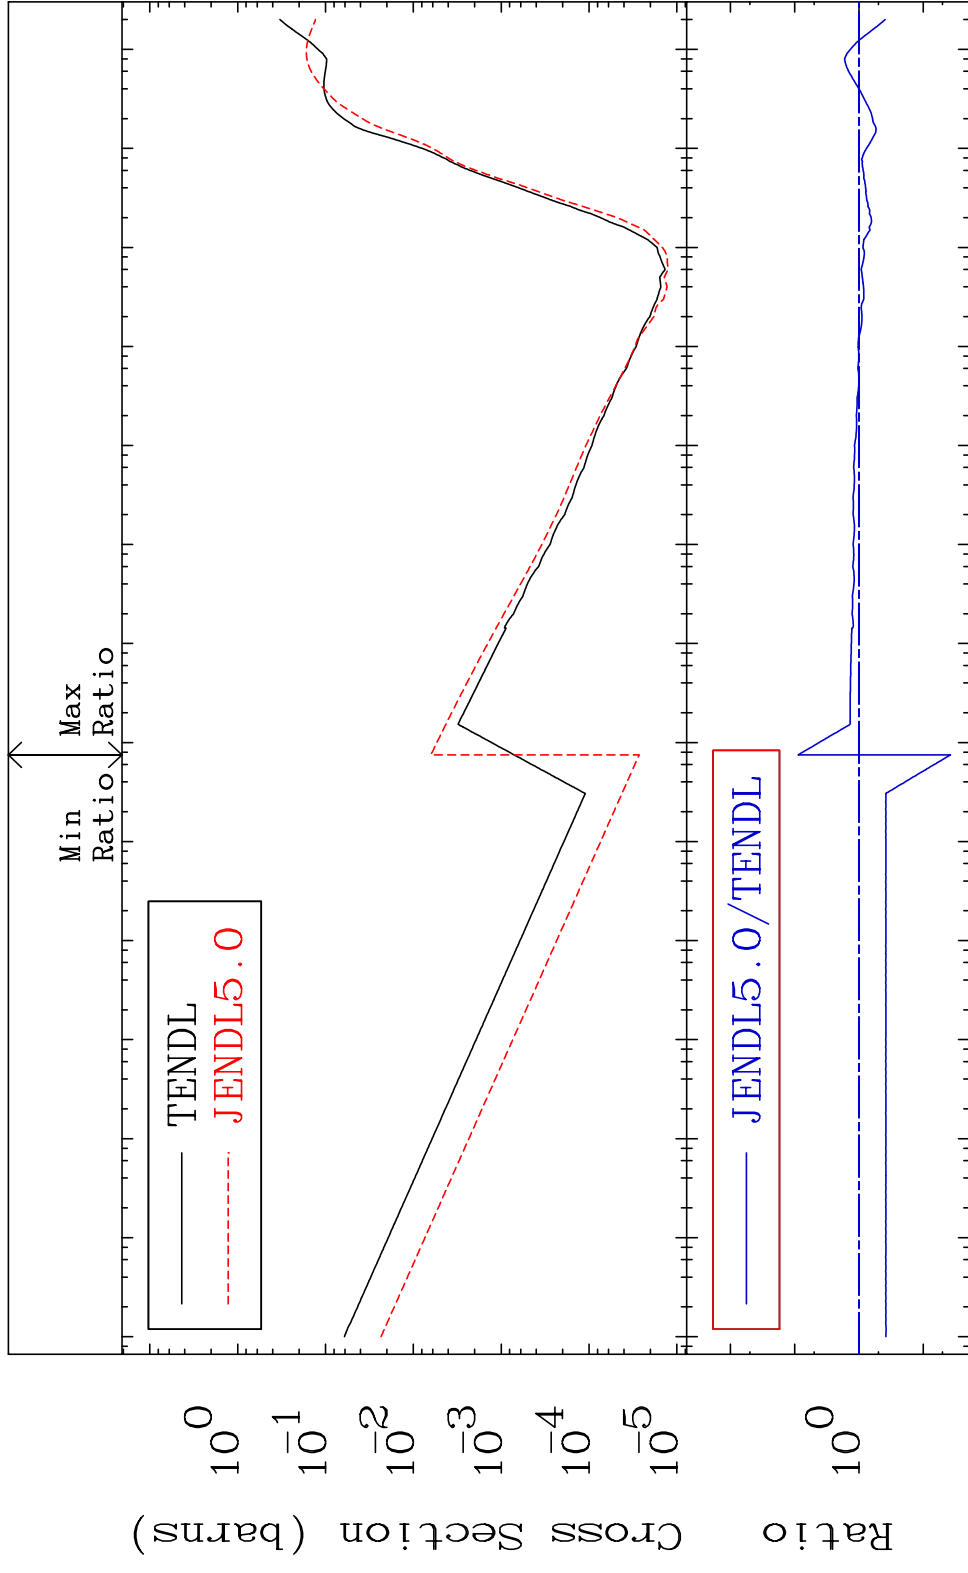 Min Max
Ratio Ratio
TENDL
JENDL5.0
10^0
10^-1
10^-2
10^-3
10^-4
10^-5
Cross Section (barns)
JENDL5.0/TENDL
10^0
Ratio